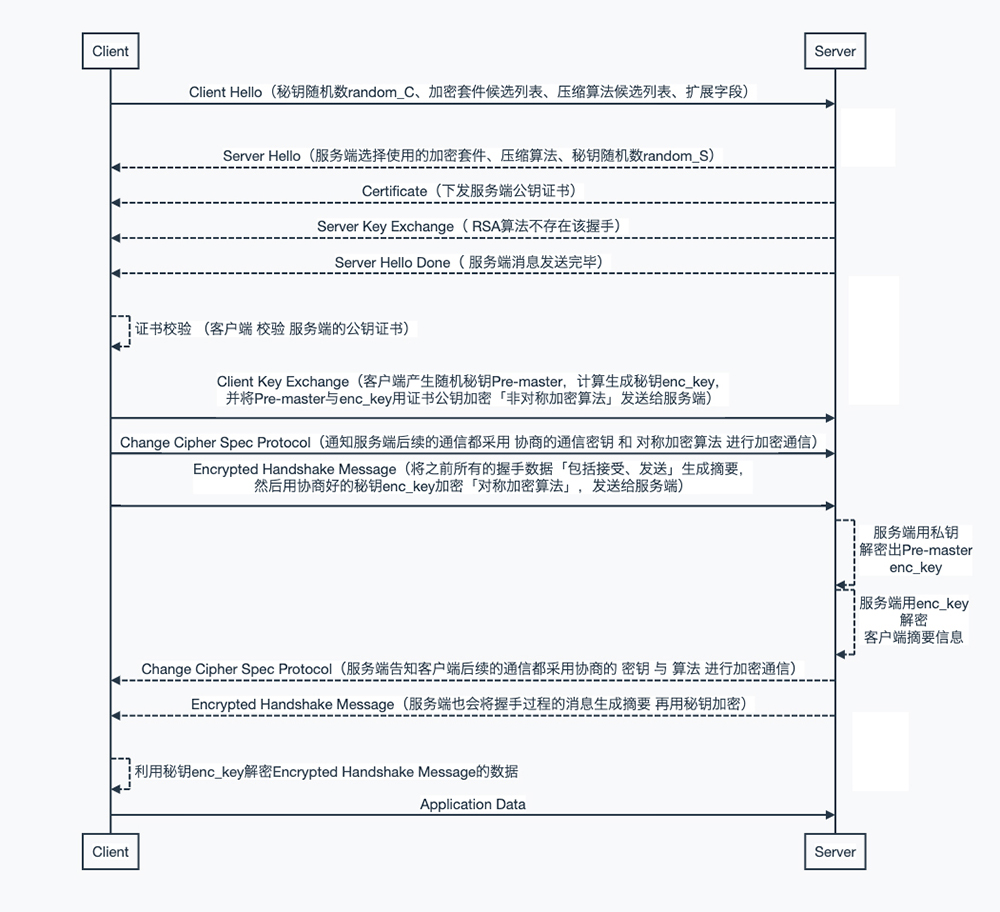 Client
Server
Client Hello（秘钥随机数random_C、加密套件候选列表、压缩算法候选列表、扩展字段）
Server Hello（服务端选择使用的加密套件、压缩算法、秘钥随机数random_S）
Certificate（下发服务端公钥证书）
Server Key Exchange（ RSA算法不存在该握手）
Server Hello Done（ 服务端消息发送完毕）
证书校验 （客户端 校验 服务端的公钥证书）
Client Key Exchange（客户端产生随机秘钥Pre-master，计算生成秘钥enc_key,
并将Pre-master与enc_key用证书公钥加密「非对称加密算法」发送给服务端）
Change Cipher Spec Protocol（通知服务端后续的通信都采用 协商的通信密钥 和 对称加密算法 进行加密通信）
Encrypted Handshake Message（将之前所有的握手数据「包括接受、发送」生成摘要，
然后用协商好的秘钥enc_key加密「对称加密算法」，发送给服务端）
服务端用私钥
解密出Pre-master
enc_key
服务端用enc_key
解密
客户端摘要信息
Change Cipher Spec Protocol（服务端告知客户端后续的通信都采用协商的 密钥 与 算法 进行加密通信）
Encrypted Handshake Message（服务端也会将握手过程的消息生成摘要 再用秘钥加密）
利用秘钥enc_key解密Encrypted Handshake Message的数据
Application Data
Client
Server